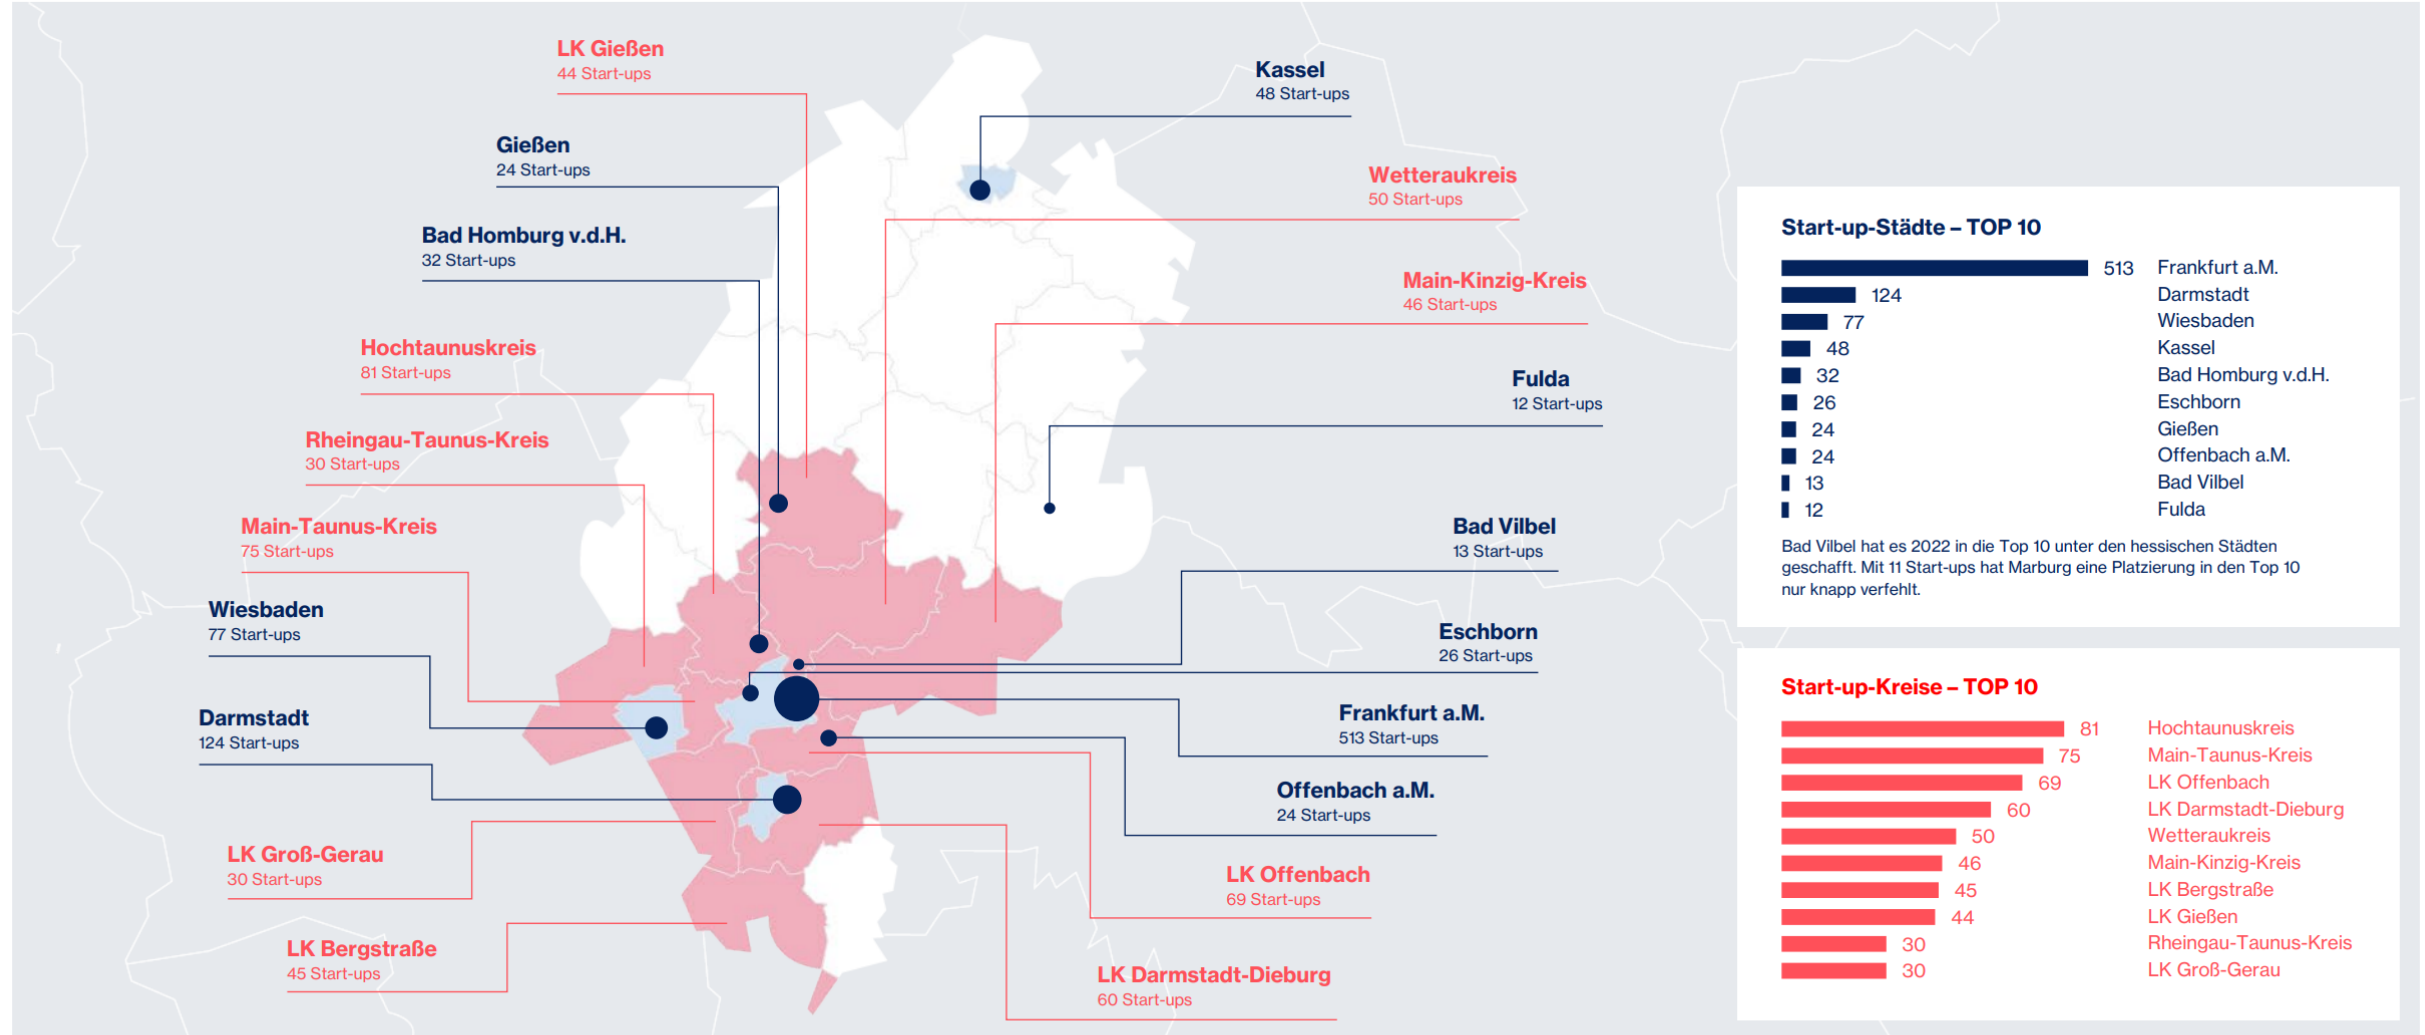 LK Gießen
44 Start-ups
Kassel
48 Start-ups
Gießen
24 Start-ups
Wetteraukreis
50 Start-ups
Bad Homburg v.d.H.
32 Start-ups
Main-Kinzig-Kreis
46 Start-ups
Hochtaunuskreis
81 Start-ups
Fulda
12 Start-ups
Rheingau-Taunus-Kreis
30 Start-ups
Main-Taunus-Kreis
75 Start-ups
Bad Vilbel
13 Start-ups
Wiesbaden
77 Start-ups
Eschborn
26 Start-ups
Darmstadt
124 Start-ups
Frankfurt a.M.
513 Start-ups
Offenbach a.M.
24 Start-ups
LK Groß-Gerau
30 Start-ups
LK Offenbach
69 Start-ups
LK Bergstraße
45 Start-ups
LK Darmstadt-Dieburg
60 Start-ups
Start-up-Städte – TOP 10
513 Frankfurt a.M.
124 Darmstadt
77 Wiesbaden
48 Kassel
32 Bad Homburg v.d.H.
26 Eschborn
24 Gießen
24 Offenbach a.M.
13 Bad Vilbel
12 Fulda
Bad Vilbel hat es 2022 in die Top 10 unter den hessischen Städten
geschafft. Mit 11 Start-ups hat Marburg eine Platzierung in den Top 10
nur knapp verfehlt.
Start-up-Kreise – TOP 10
81 Hochtaunuskreis
75 Main-Taunus-Kreis
69 LK Offenbach
60 LK Darmstadt-Dieburg
50 Wetteraukreis
46 Main-Kinzig-Kreis
45 LK Bergstraße
44 LK Gießen
30 Rheingau-Taunus-Kreis
30 LK Groß-Gerau